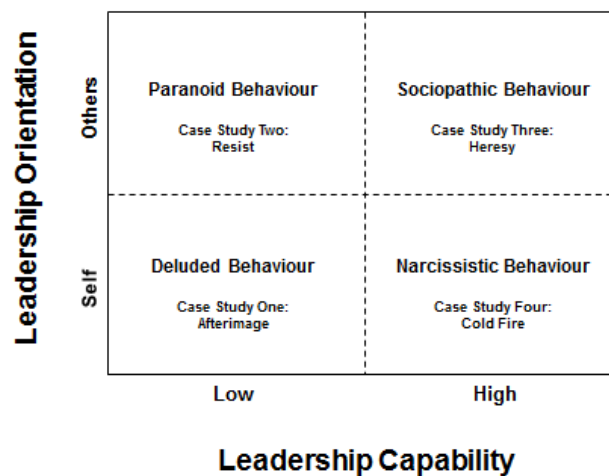 Leadership Orientation
Others
Paranoid Behaviour
Case Study Two:
Resist
Sociopathic Behaviour
Case Study Three:
Heresy
Self
Deluded Behaviour
Case Study One:
Afterimage
Narcissistic Behaviour
Case Study Four:
Cold Fire
Low
High
Leadership Capability